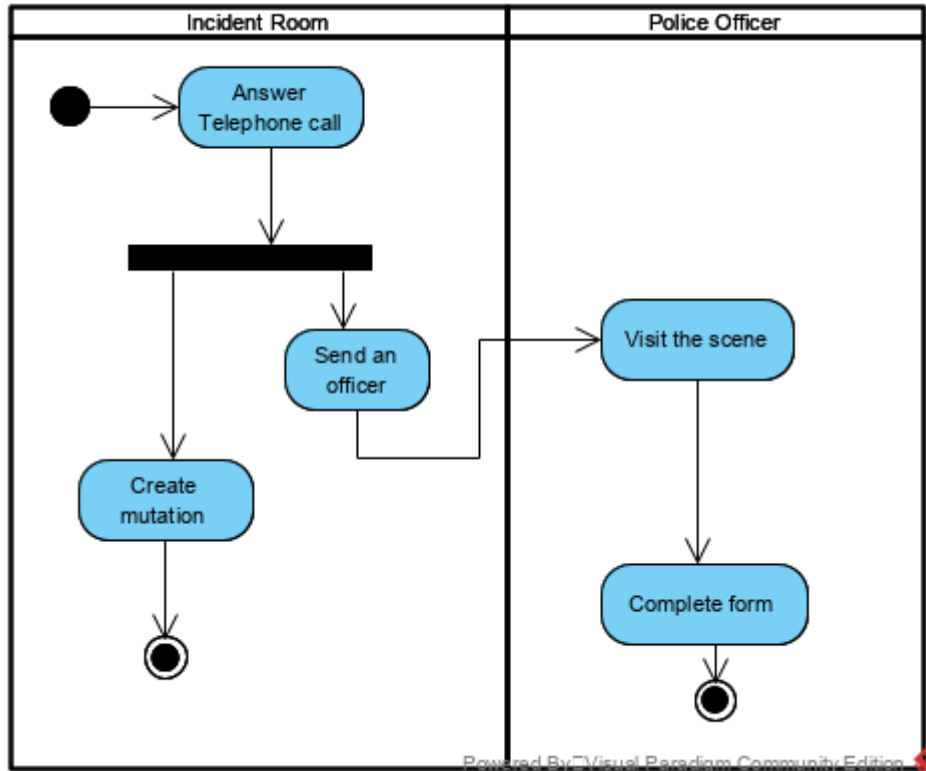 Incident Room
Police Officer
Answer
Telephone call
Send an
officer
Visit the scene
Create
mutation
Complete form
Powered By Visual Paradigm Community Edition